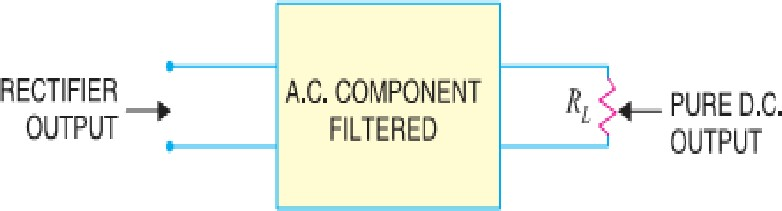 RECTIFIER
OUTPUT
A.C. COMPONENT
FILTERED
R_L
PURE D.C.
OUTPUT